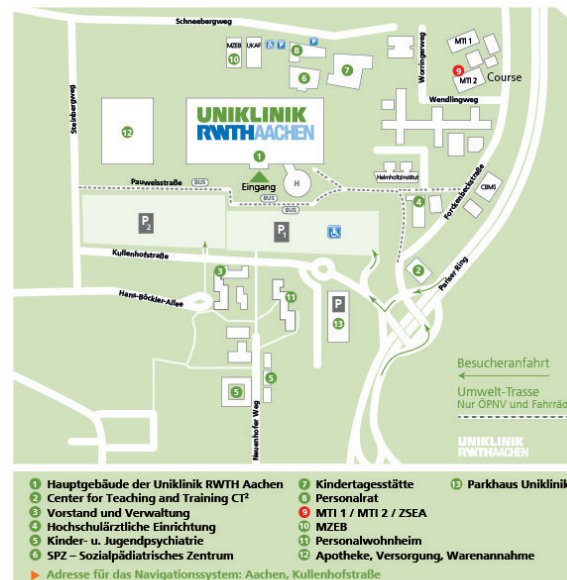 Schneebergweg
MZEB
UKAF
10
8
P
P
6
7
Worringerweg
MTI 1
9
MTI 2
Course
Wendlingweg
Steinbergweg
12
UNIKLINIK
RWTHAACHEN
1
Eingang
H
Helmholtzinstitut
Pauwelsstraße
BUS
BUS
BUS
4
CBMS
Forckenbeckstraße
P2
P1
Kullenhofstraße
2
Pariser Ring
3
Hans-Böckler-Allee
11
P
13
5
5
Neuenhofer Weg
Besucheranfahrt
Umwelt-Trasse
Nur ÖPNV und Fahrräd
UNIKLINIK
RWTHAACHEN
1 Hauptgebäude der Uniklinik RWTH Aachen
2 Center for Teaching and Training CT²
3 Vorstand und Verwaltung
4 Hochschulärztliche Einrichtung
5 Kinder- u. Jugendpsychiatrie
6 SPZ – Sozialpädiatrisches Zentrum
7 Kindertagesstätte
8 Personalrat
9 MTI 1 / MTI 2 / ZSEA
10 MZEB
11 Personalwohnheim
12 Apotheke, Versorgung, Warenannahme
13 Parkhaus Uniklinik
Adresse für das Navigationssystem: Aachen, Kullenhofstraße